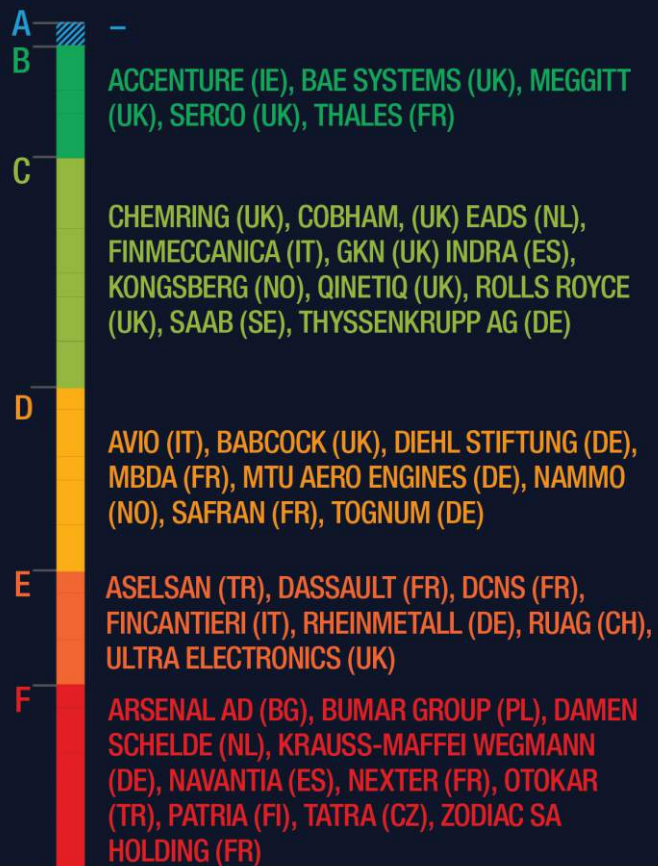 A –
B
ACCENTURE (IE), BAE SYSTEMS (UK), MEGGITT
(UK), SERCO (UK), THALES (FR)
C
CHEMRING (UK), COBHAM, (UK) EADS (NL),
FINMECCANICA (IT), GKN (UK) INDRA (ES),
KONGSBERG (NO), QINETIQ (UK), ROLLS ROYCE
(UK), SAAB (SE), THYSSENKRUPP AG (DE)
D
AVIO (IT), BABCOCK (UK), DIEHL STIFTUNG (DE),
MBDA (FR), MTU AERO ENGINES (DE), NAMMO
(NO), SAFRAN (FR), TOGNUM (DE)
E
ASELSAN (TR), DASSAULT (FR), DCNS (FR),
FINCANTIERI (IT), RHEINMETALL (DE), RUAG (CH),
ULTRA ELECTRONICS (UK)
F
ARSENAL AD (BG), BUMAR GROUP (PL), DAMEN
SCHELDE (NL), KRAUSS-MAFFEI WEGMANN
(DE), NAVANTIA (ES), NEXTER (FR), OTOKAR
(TR), PATRIA (FI), TATRA (CZ), ZODIAC SA
HOLDING (FR)